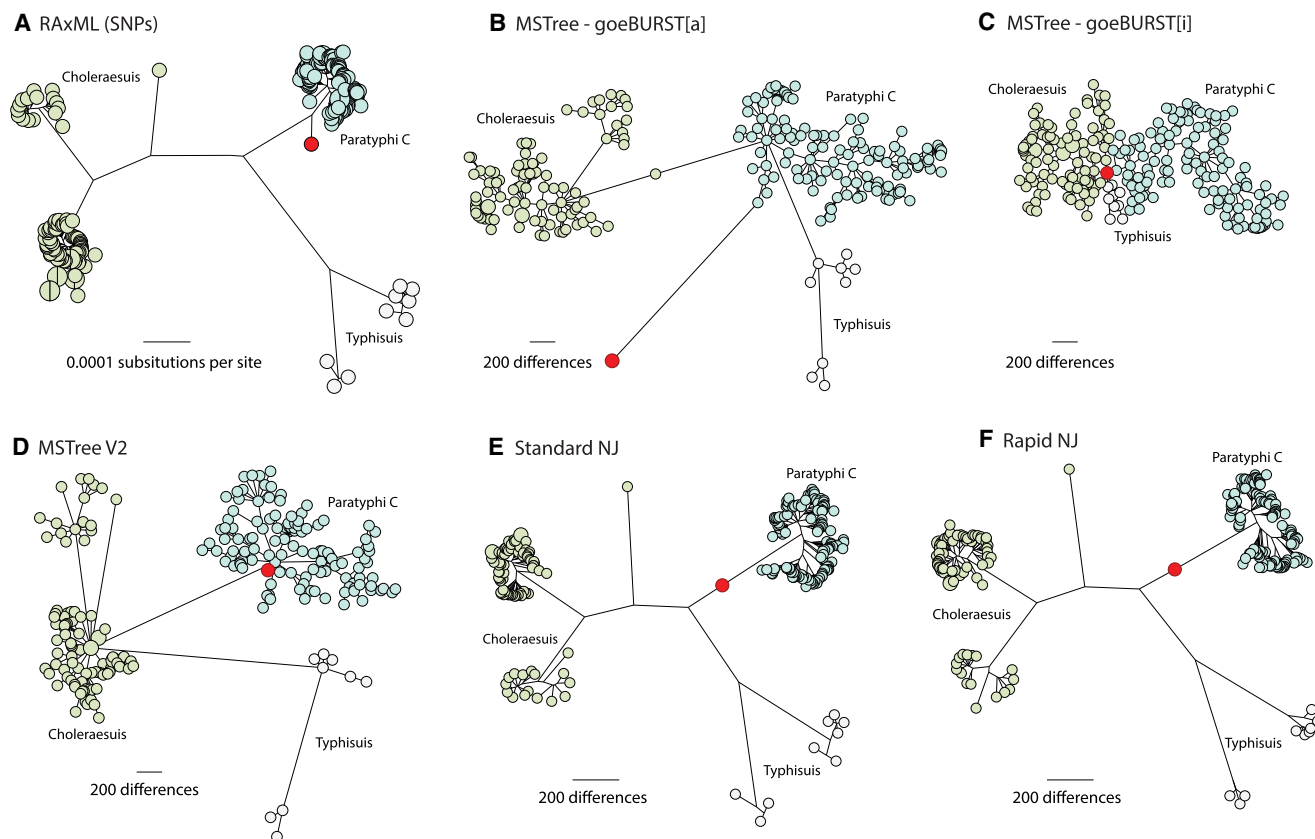 A RAxML (SNPs)
Choleraesuis
Paratyphi C
Typhisuis
0.0001 subsitutions per site
B MSTree - goeBURST[a]
Choleraesuis
Paratyphi C
Typhisuis
200 differences
C MSTree - goeBURST[i]
Choleraesuis
Paratyphi C
Typhisuis
200 differences
D MSTree V2
Paratyphi C
Choleraesuis
Typhisuis
200 differences
E Standard NJ
Paratyphi C
Choleraesuis
Typhisuis
200 differences
F Rapid NJ
Paratyphi C
Choleraesuis
Typhisuis
200 differences